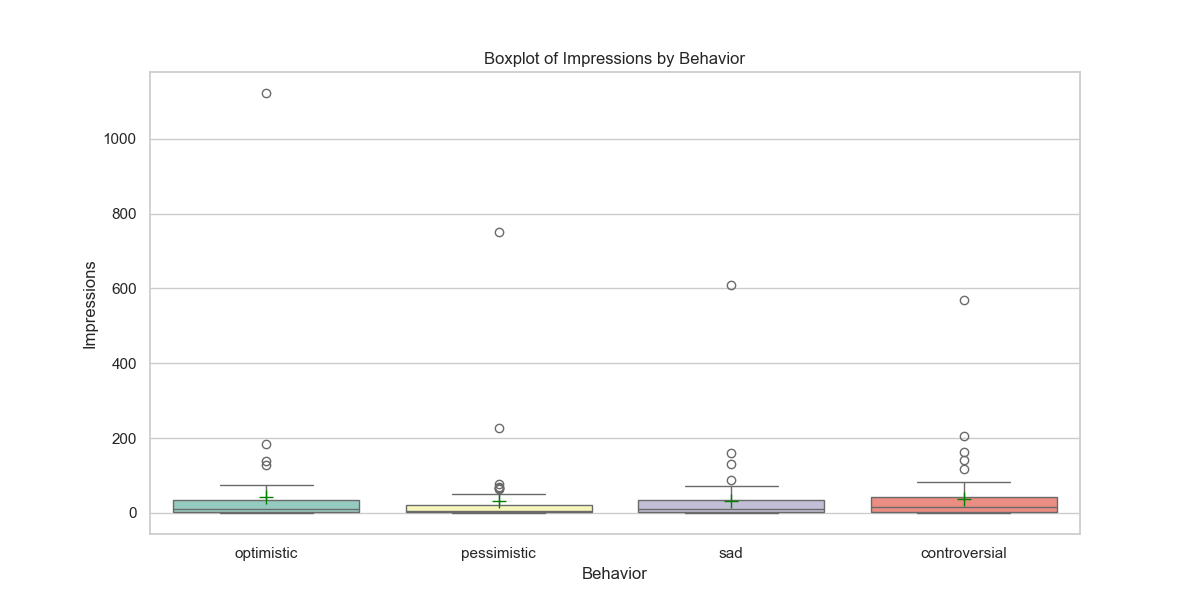 Boxplot of Impressions by Behavior
1000
800
600
400
200
0
Impressions
optimistic pessimistic sad controversial
Behavior